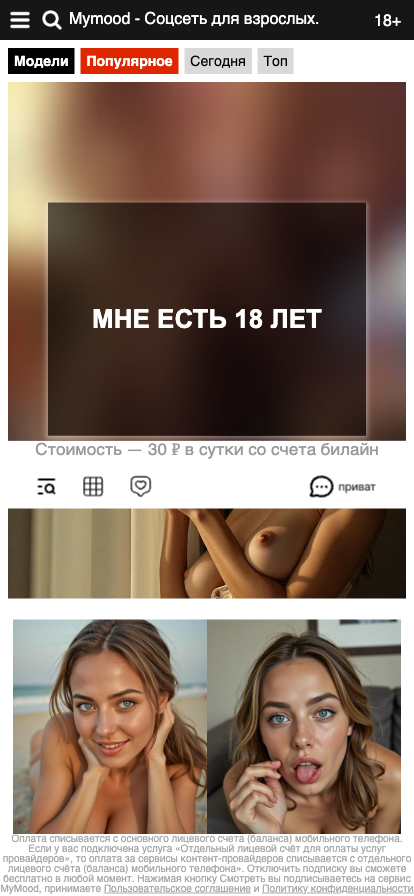 Mymood - Соцсеть для взрослых.
18+
Модели Популярное Сегодня Топ
МНЕ ЕСТЬ 18 ЛЕТ
Стоимость — 30 ₽ в сутки со счета билайн
приват
Оплата списывается с основного лицевого счета (баланса) мобильного телефона.
Если у вас подключена услуга «Отдельный лицевой счёт для оплаты услуг
провайдеров», то оплата за сервисы контент-провайдеров списывается с отдельного
лицевого счёта (баланса) мобильного телефона». Отключить подписку вы сможете
бесплатно в любой момент. Нажимая кнопку Смотреть вы подписываетесь на сервис
MyMood, принимаете Пользовательское соглашение и Политику конфиденциальности